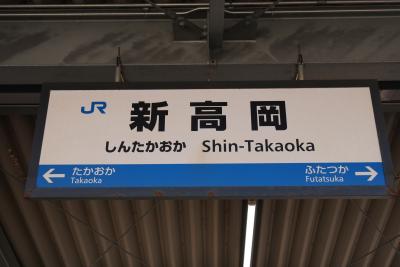 JR 新高岡
しんたかおか Shin-Takaoka
← たかおか ふたつか →
Takaoka Futatsuka